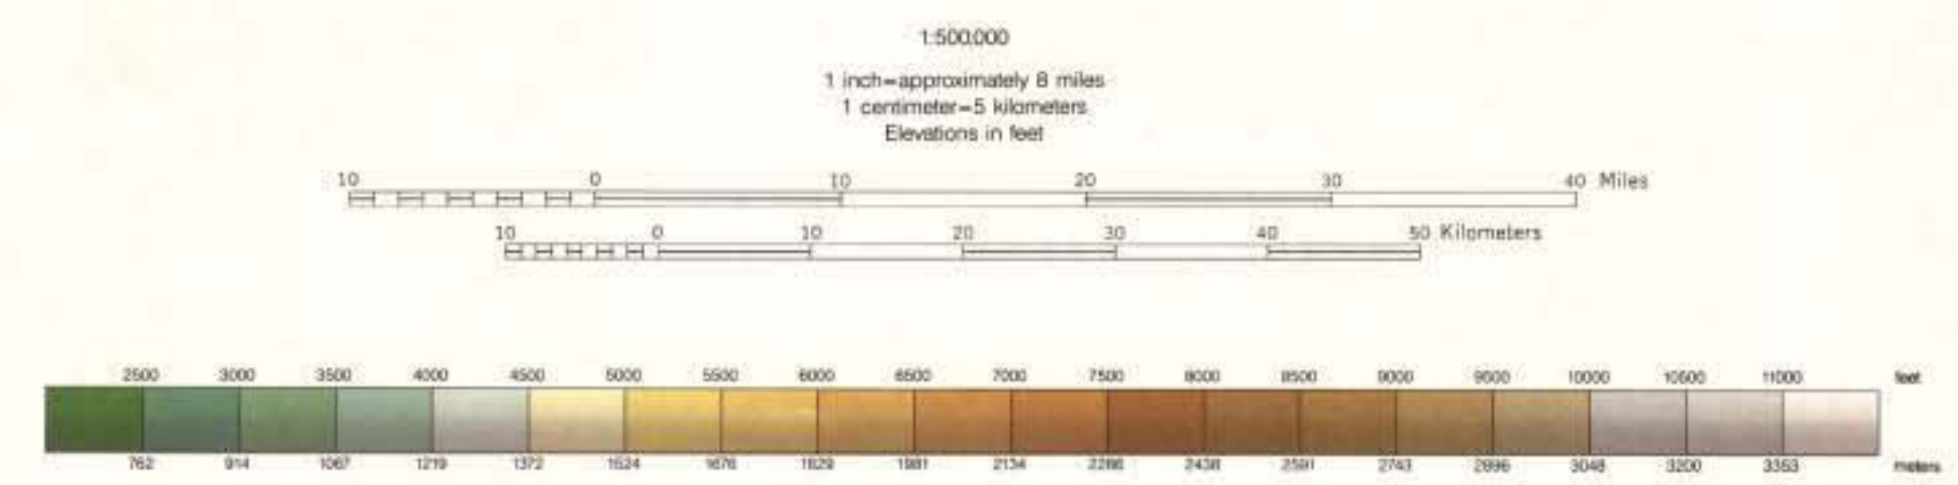 1:500,000
1 inch=approximately 8 miles
1 centimeter=5 kilometers
Elevations in feet
10 0 10 20 30 40 Miles
10 0 10 20 30 40 50 Kilometers
2500 3000 3500 4000 4500 5000 5500 6000 6500 7000 7500 8000 8500 9000 9500 10000 10500 11000 feet
762 914 1067 1219 1372 1524 1676 1829 1981 2134 2286 2438 2591 2743 2896 3048 3200 3353 meters